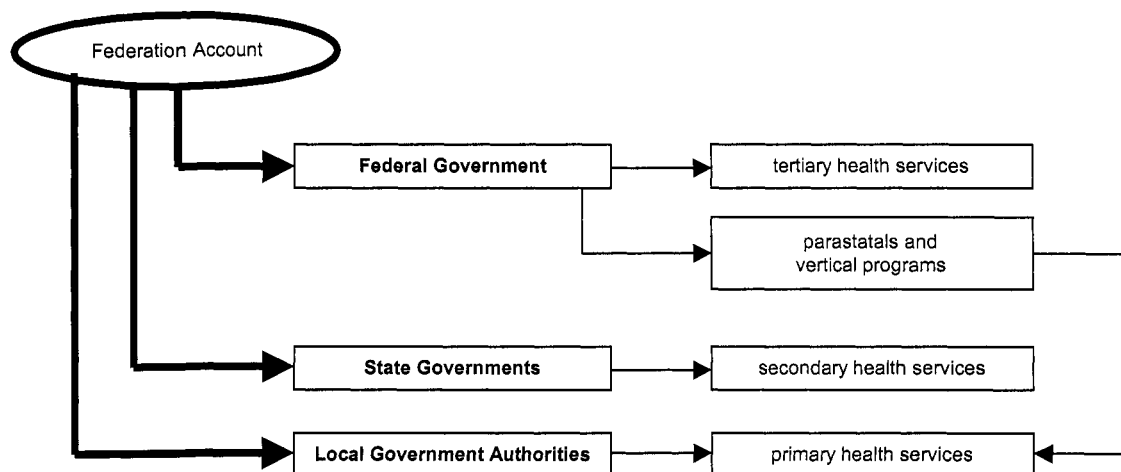 Federation Account
Federal Government
tertiary health services
parastatals and
vertical programs
State Governments
secondary health services
Local Government Authorities
primary health services